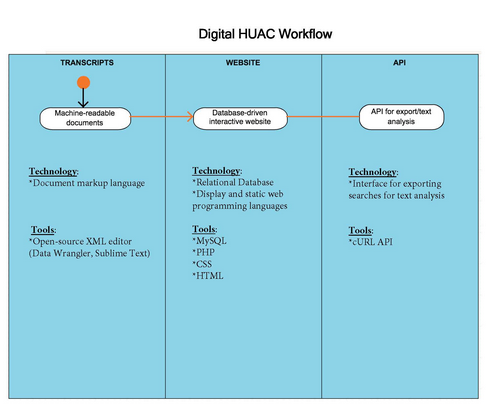 Digital HUAC Workflow
TRANSCRIPTS
Machine-readable
documents
Technology:
*Document markup language
Tools:
*Open-source XML editor
(Data Wrangler, Sublime Text)
WEBSITE
Database-driven
interactive website
Technology:
*Relational Database
*Display and static web
programming languages
Tools:
*MySQL
*PHP
*CSS
*HTML
API
API for export/text
analysis
Technology:
*Interface for exporting
searches for text analysis
Tools:
*cURL API